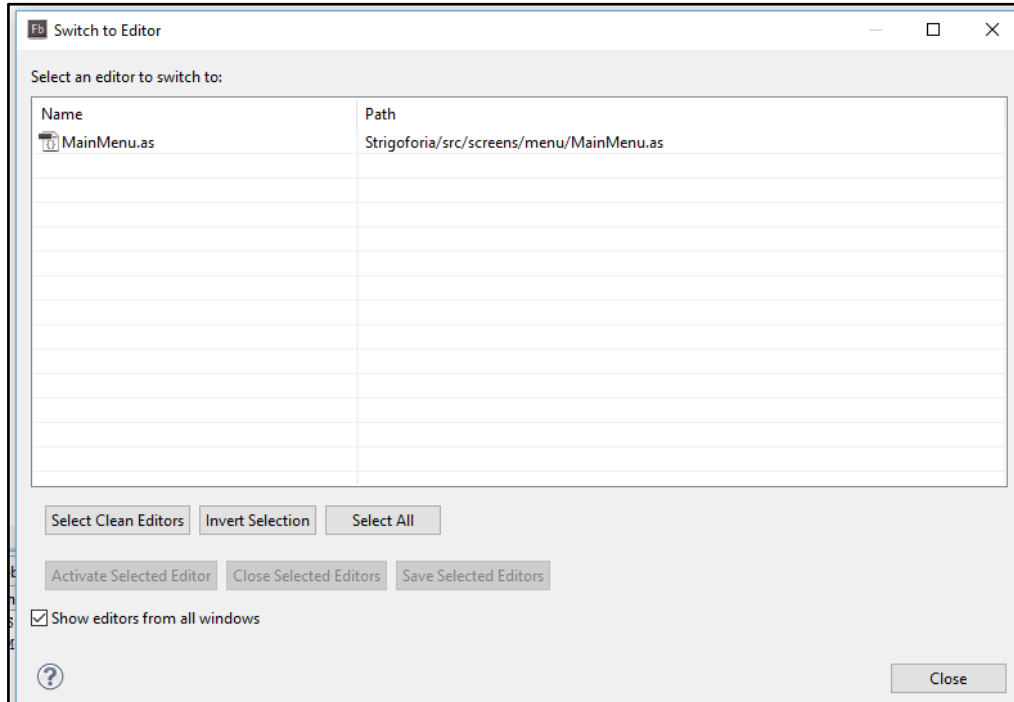 Fb Switch to Editor
Select an editor to switch to:
Name Path
MainMenu.as Strigoforia/src/screens/menu/MainMenu.as
Select Clean Editors Invert Selection Select All
Activate Selected Editor Close Selected Editors Save Selected Editors
Show editors from all windows
? Close